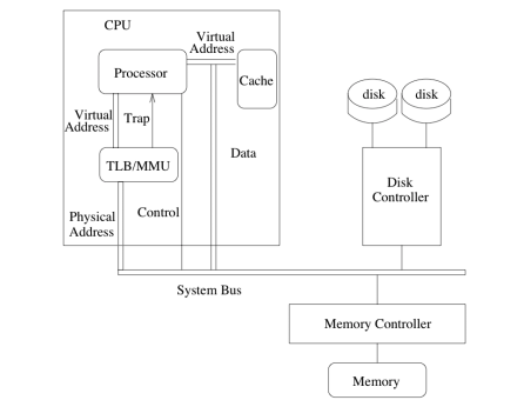 CPU
Virtual
Address
Processor
Cache
disk
disk
Virtual
Address
Trap
Data
TLB/MMU
Disk
Controller
Physical
Address
Control
System Bus
Memory Controller
Memory